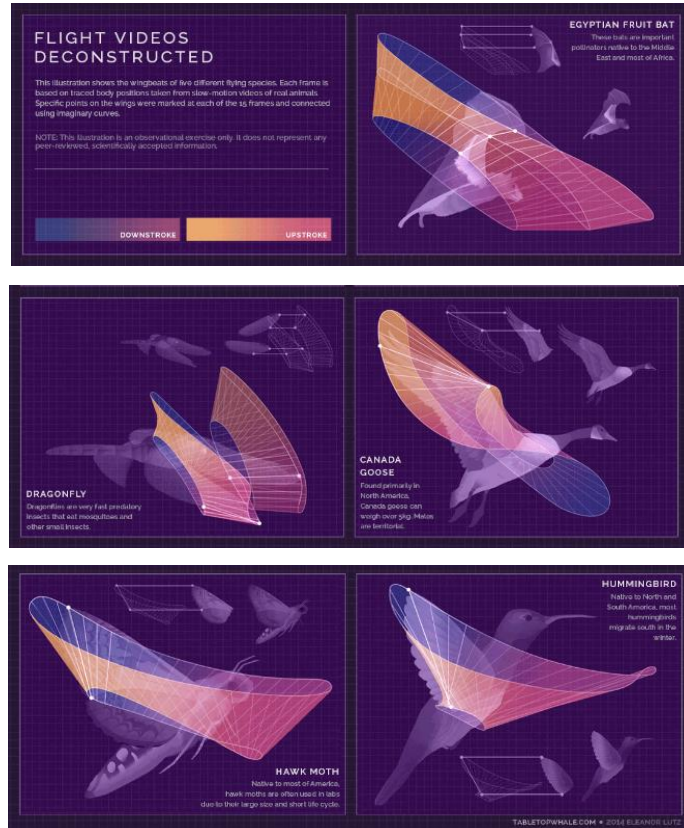 FLIGHT VIDEOS
DECONSTRUCTED
This illustration shows the wingbeats of five different flying species. Each frame is
based on traced body positions taken from slow-motion videos of real animals.
Specific points on the wings were marked at each of the 15 frames and connected
using imaginary curves.
NOTE: This illustration is an observational exercise only. It does not represent any
peer-reviewed, scientifically accepted information.
DOWNSTROKE
UPSTROKE
EGYPTIAN FRUIT BAT
These bats are important
pollinators native to the Middle
East and most of Africa.
DRAGONFLY
Dragonflies are very fast predatory
insects that eat mosquitoes and
other small insects.
CANADA
GOOSE
Found primarily in
North America,
Canada geese can
weigh over 5kg. Males
are territorial.
HAWK MOTH
Native to most of America,
hawk moths are often used in labs
due to their large size and short life cycle.
HUMMINGBIRD
Native to North and
South America, most
hummingbirds
migrate south in the
winter.
TABLETOPWHALE.COM • 2014 ELEANOR LUTZ